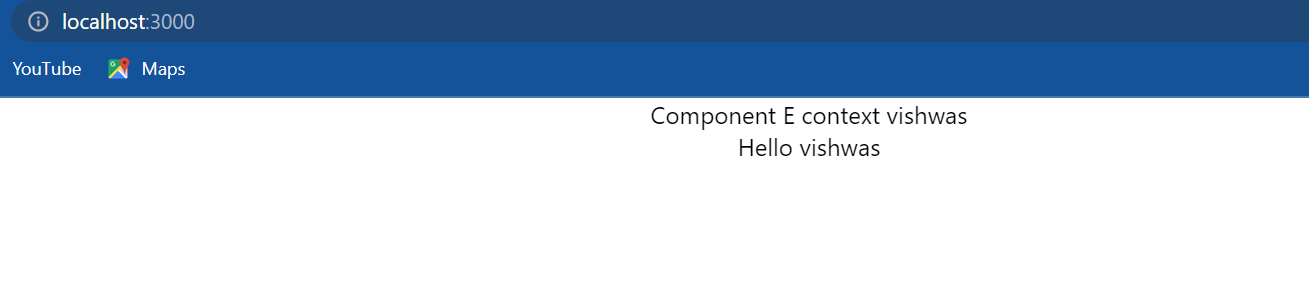 localhost:3000
YouTube Maps
Component E context vishwas
Hello vishwas